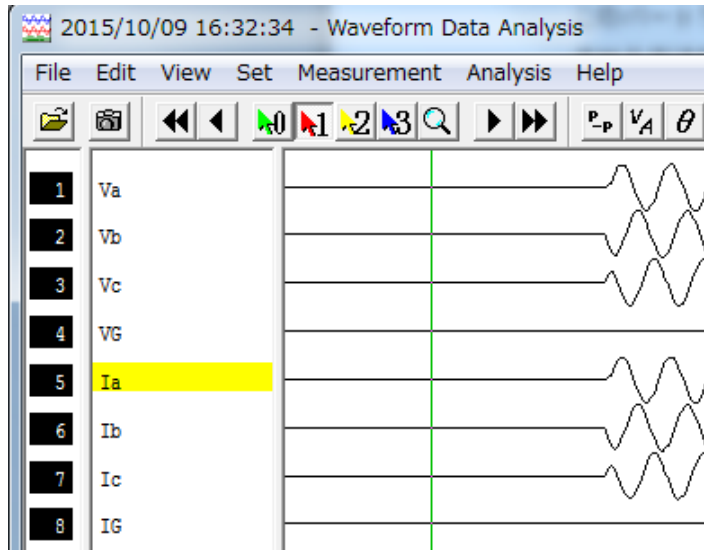 2015/10/09 16:32:34 - Waveform Data Analysis
File Edit View Set Measurement Analysis Help
0 1 2 3 P-P V/A θ
1 Va
2 Vb
3 Vc
4 VG
5 Ia
6 Ib
7 Ic
8 IG